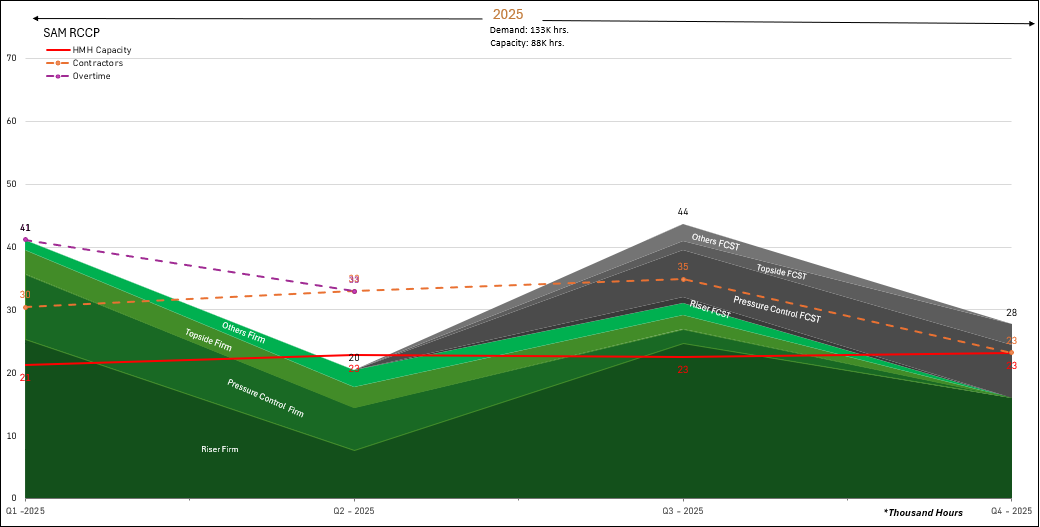 2025
Demand: 133K hrs.
Capacity: 88K hrs.
SAM RCCP
HMH Capacity
Contractors
Overtime
70
60
50
40
30
20
10
0
41
30
33
20
23
44
35
23
28
23
23
Others Firm
Topside Firm
Pressure Control Firm
Riser Firm
Others FCST
Topside FCST
Pressure Control FCST
Riser FCST
Q1 -2025
Q2 - 2025
Q3 - 2025
Q4 - 2025
*Thousand Hours